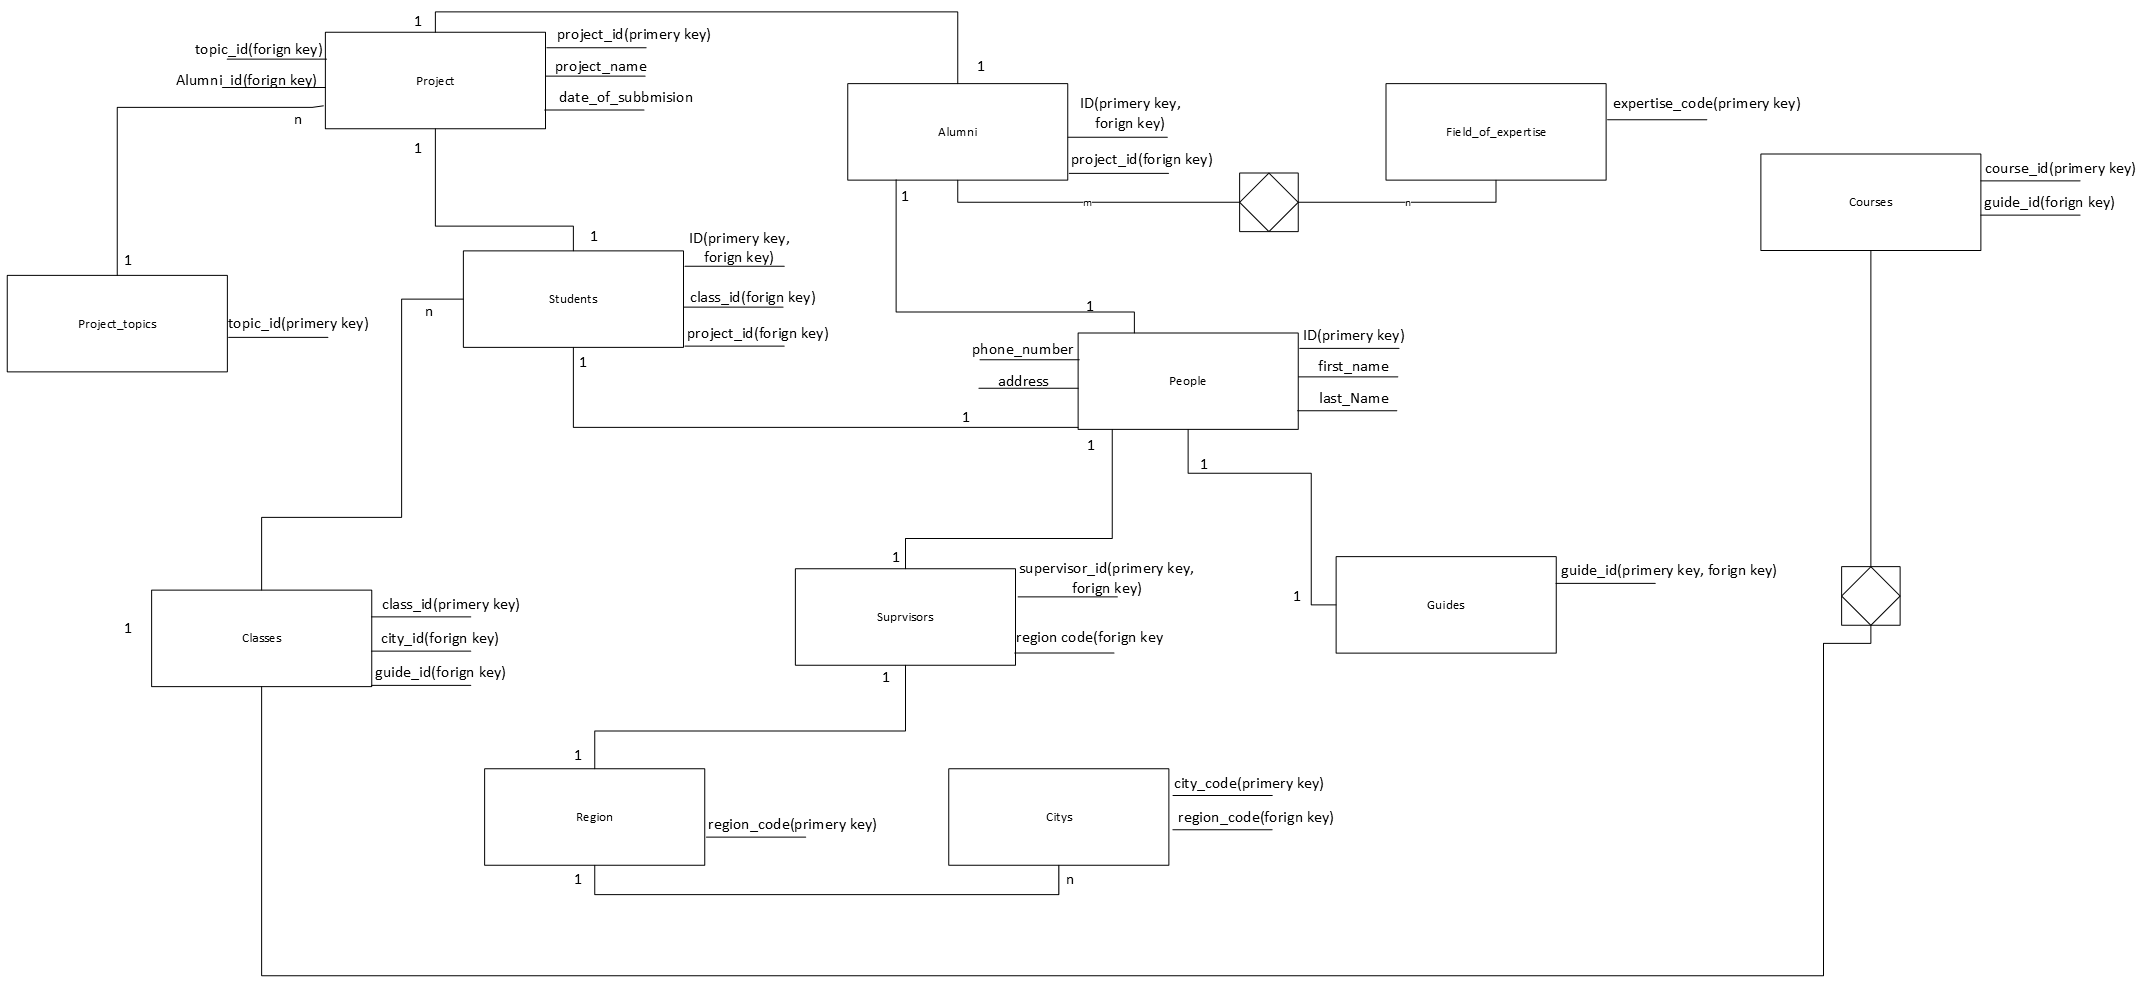 1
topic_id(forign key)
Alumni_id(forign key)
Project
project_id(primery key)
project_name
date_of_subbmision
n
1
1
Alumni
ID(primery key,
forign key)
project_id(forign key)
1
m
n
Field_of_expertise
expertise_code(primery key)
Courses
course_id(primery key)
guide_id(forign key)
1
Project_topics
topic_id(primery key)
1
Students
ID(primery key,
forign key)
class_id(forign key)
project_id(forign key)
n
1
1
1
phone_number
address
People
ID(primery key)
first_name
last_Name
1
1
1
Suprvisors
supervisor_id(primery key,
forign key)
region code(forign key
1
1
Guides
guide_id(primery key, forign key)
1
Classes
class_id(primery key)
city_id(forign key)
guide_id(forign key)
1
Region
region_code(primery key)
1
Citys
city_code(primery key)
region_code(forign key)
n